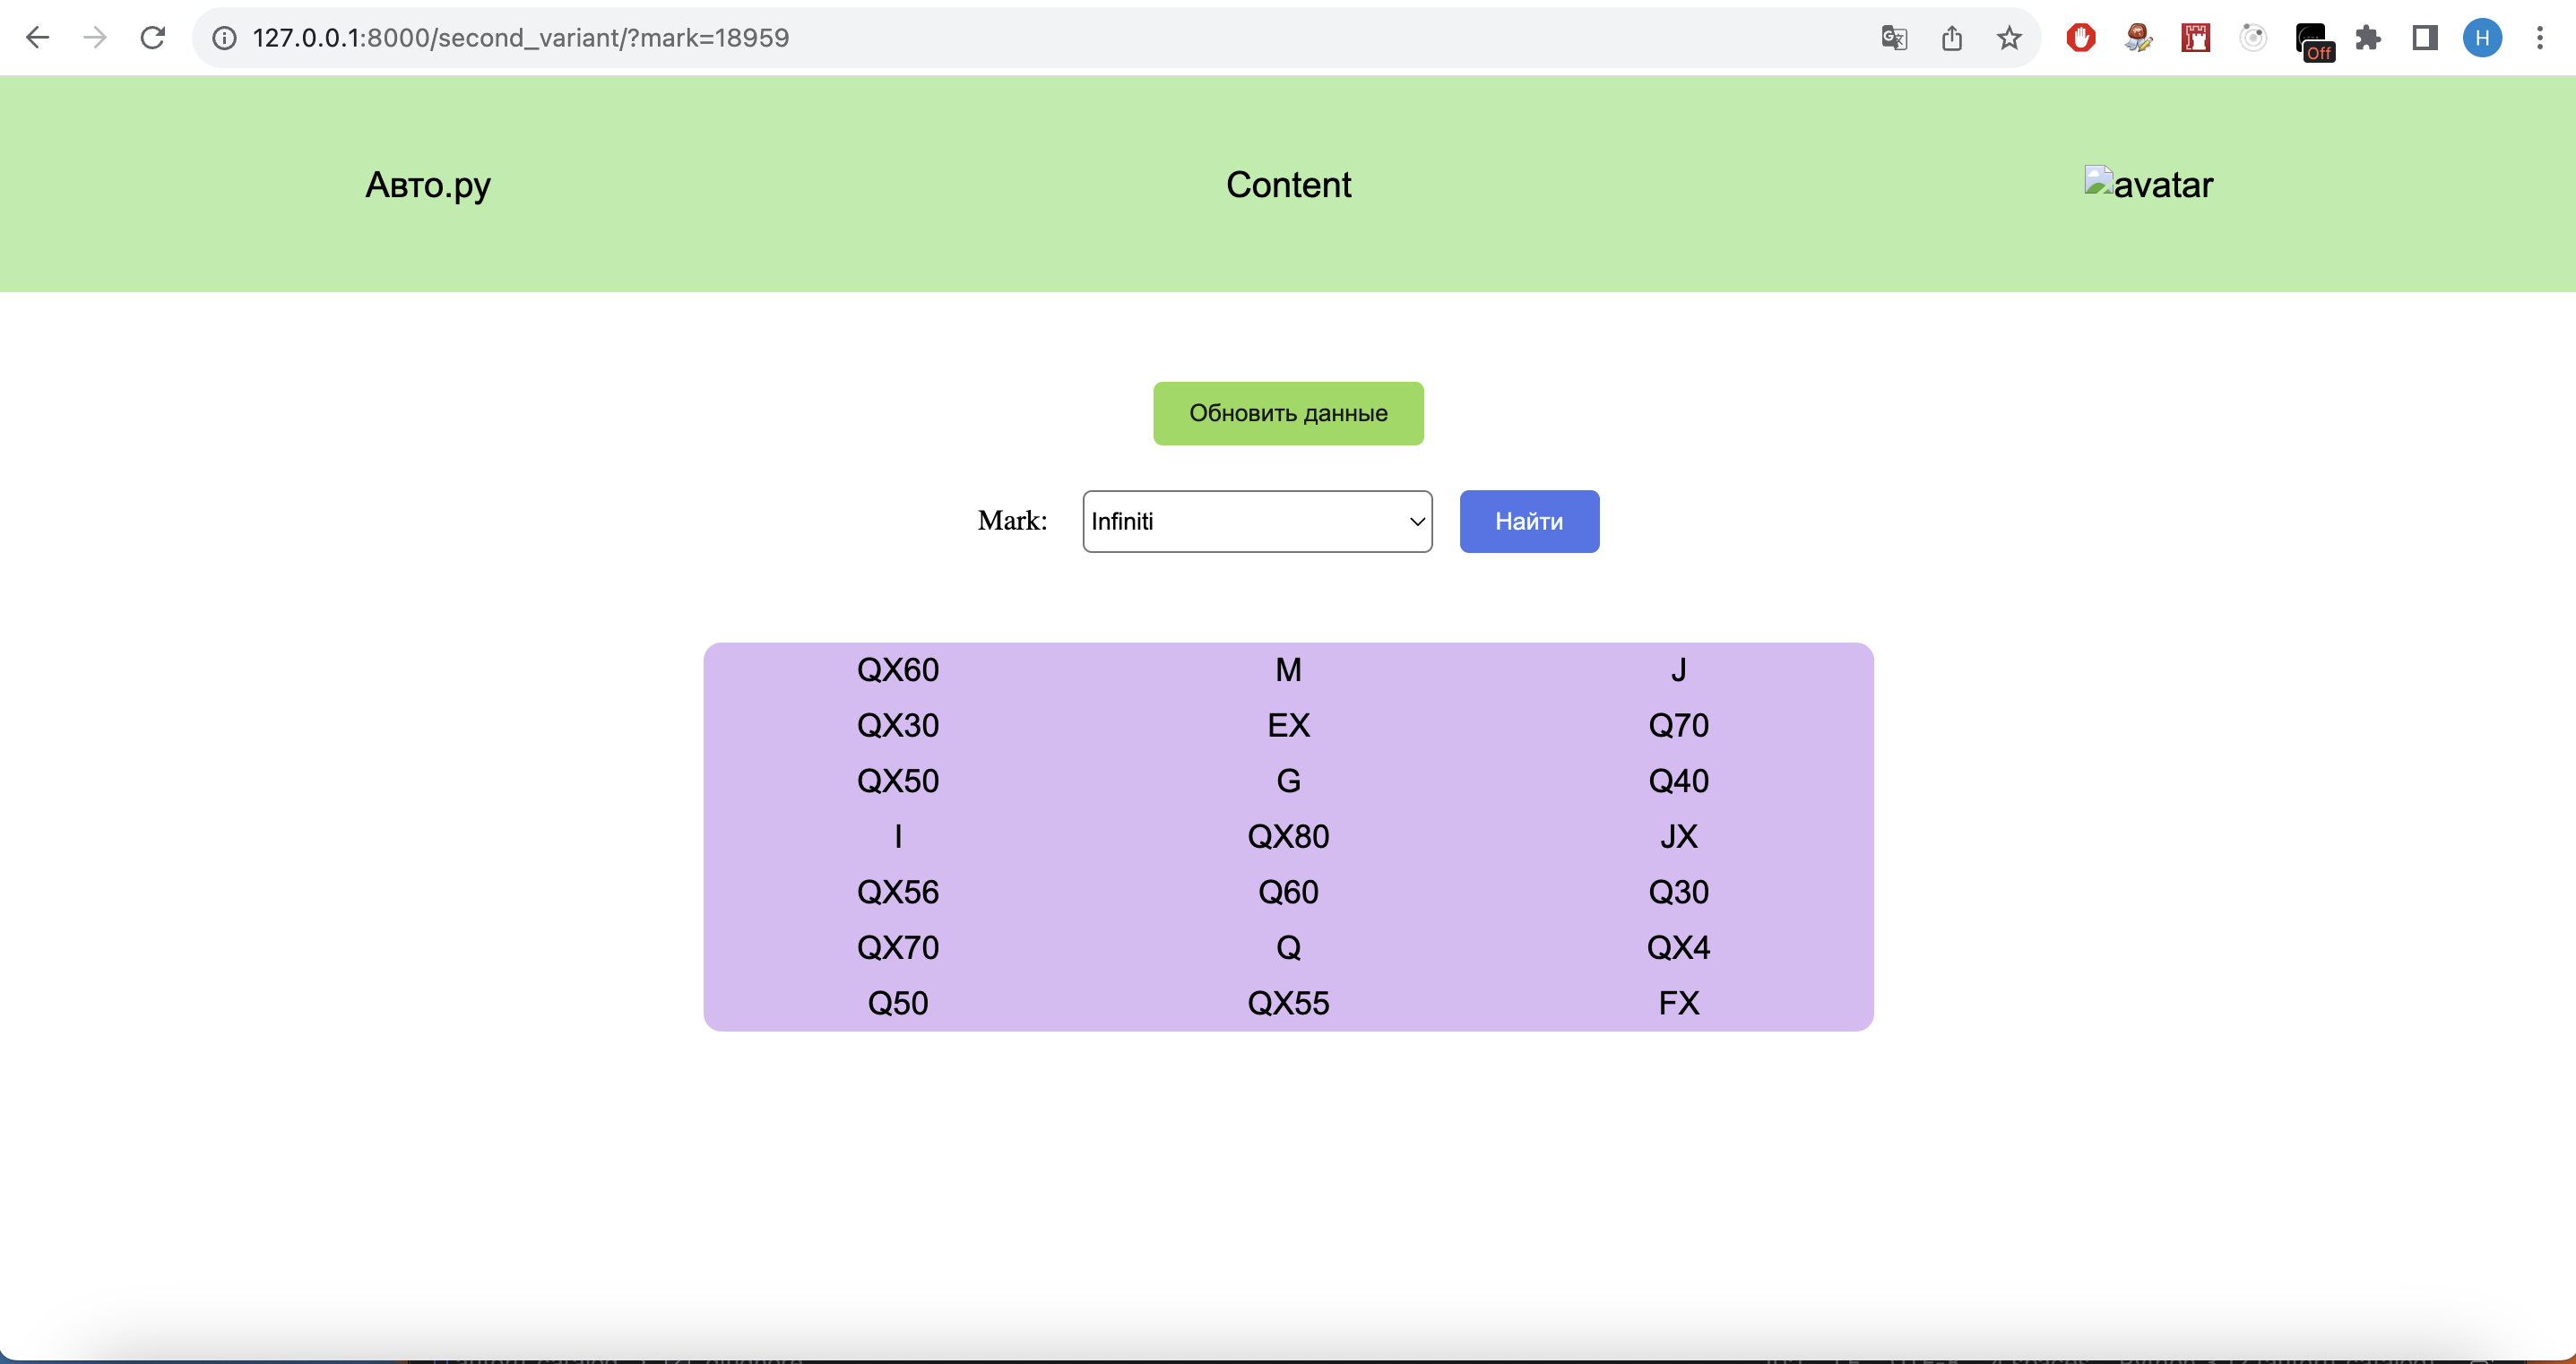 127.0.0.1:8000/second_variant/?mark=18959
Off
H
Авто.ру Content avatar
Обновить данные
Mark: Infiniti Найти
QX60 M J
QX30 EX Q70
QX50 G Q40
I QX80 JX
QX56 Q60 Q30
QX70 Q QX4
Q50 QX55 FX